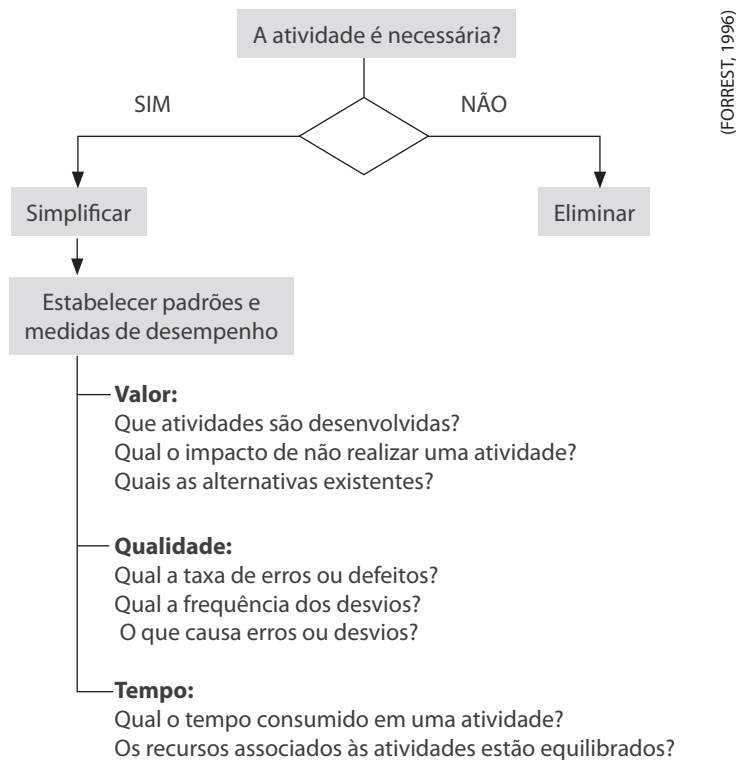 A atividade é necessária?
(FORREST, 1996)
SIM
NÃO
Simplificar
Eliminar
Estabelecer padrões e
medidas de desempenho
Valor:
Que atividades são desenvolvidas?
Qual o impacto de não realizar uma atividade?
Quais as alternativas existentes?
Qualidade:
Qual a taxa de erros ou defeitos?
Qual a frequência dos desvios?
O que causa erros ou desvios?
Tempo:
Qual o tempo consumido em uma atividade?
Os recursos associados às atividades estão equilibrados?